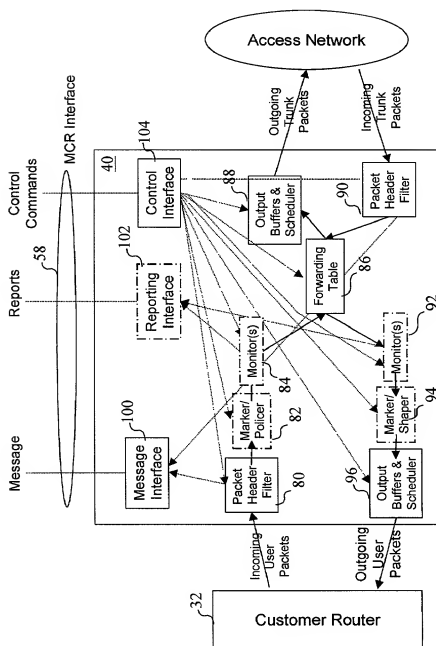 Message
Reports
Control
Commands
58
MCR Interface
40
100
Message
Interface
102
Reporting
Interface
104
Control
Interface
Access Network
Outgoing
Trunk
Packets
Incoming
Trunk
Packets
88
Output
Buffers &
Scheduler
90
Packet
Header
Filter
86
Forwarding
Table
84
Monitor(s)
82
Marker/
Policer
80
Packet
Header
Filter
92
Monitor(s)
94
Marker/
Shaper
96
Output
Buffers &
Scheduler
Incoming
User
Packets
Outgoing
User
Packets
32
Customer Router